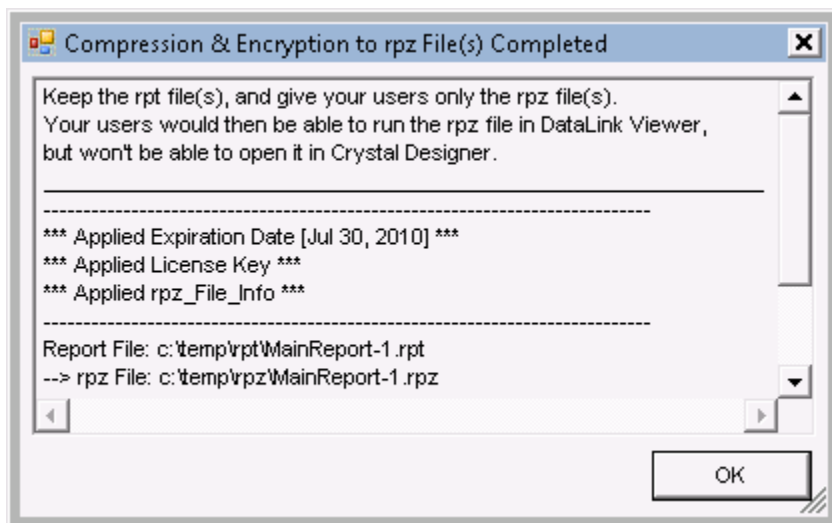 Compression & Encryption to rpz File(s) Completed
Keep the rpt file(s), and give your users only the rpz file(s).
Your users would then be able to run the rpz file in DataLink Viewer,
but won't be able to open it in Crystal Designer.
--------------------------------------------------------------------------
*** Applied Expiration Date [Jul 30, 2010] ***
*** Applied License Key ***
*** Applied rpz_File_Info ***
--------------------------------------------------------------------------
Report File: c:\temp\rpt\MainReport-1.rpt
--> rpz File: c:\temp\rpz\MainReport-1.rpz
OK